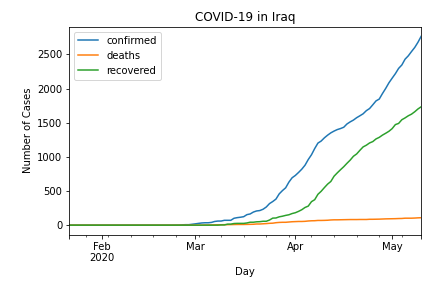 COVID-19 in Iraq
confirmed
deaths
recovered
Number of Cases
2500
2000
1500
1000
500
0
Feb Mar Apr May
2020
Day